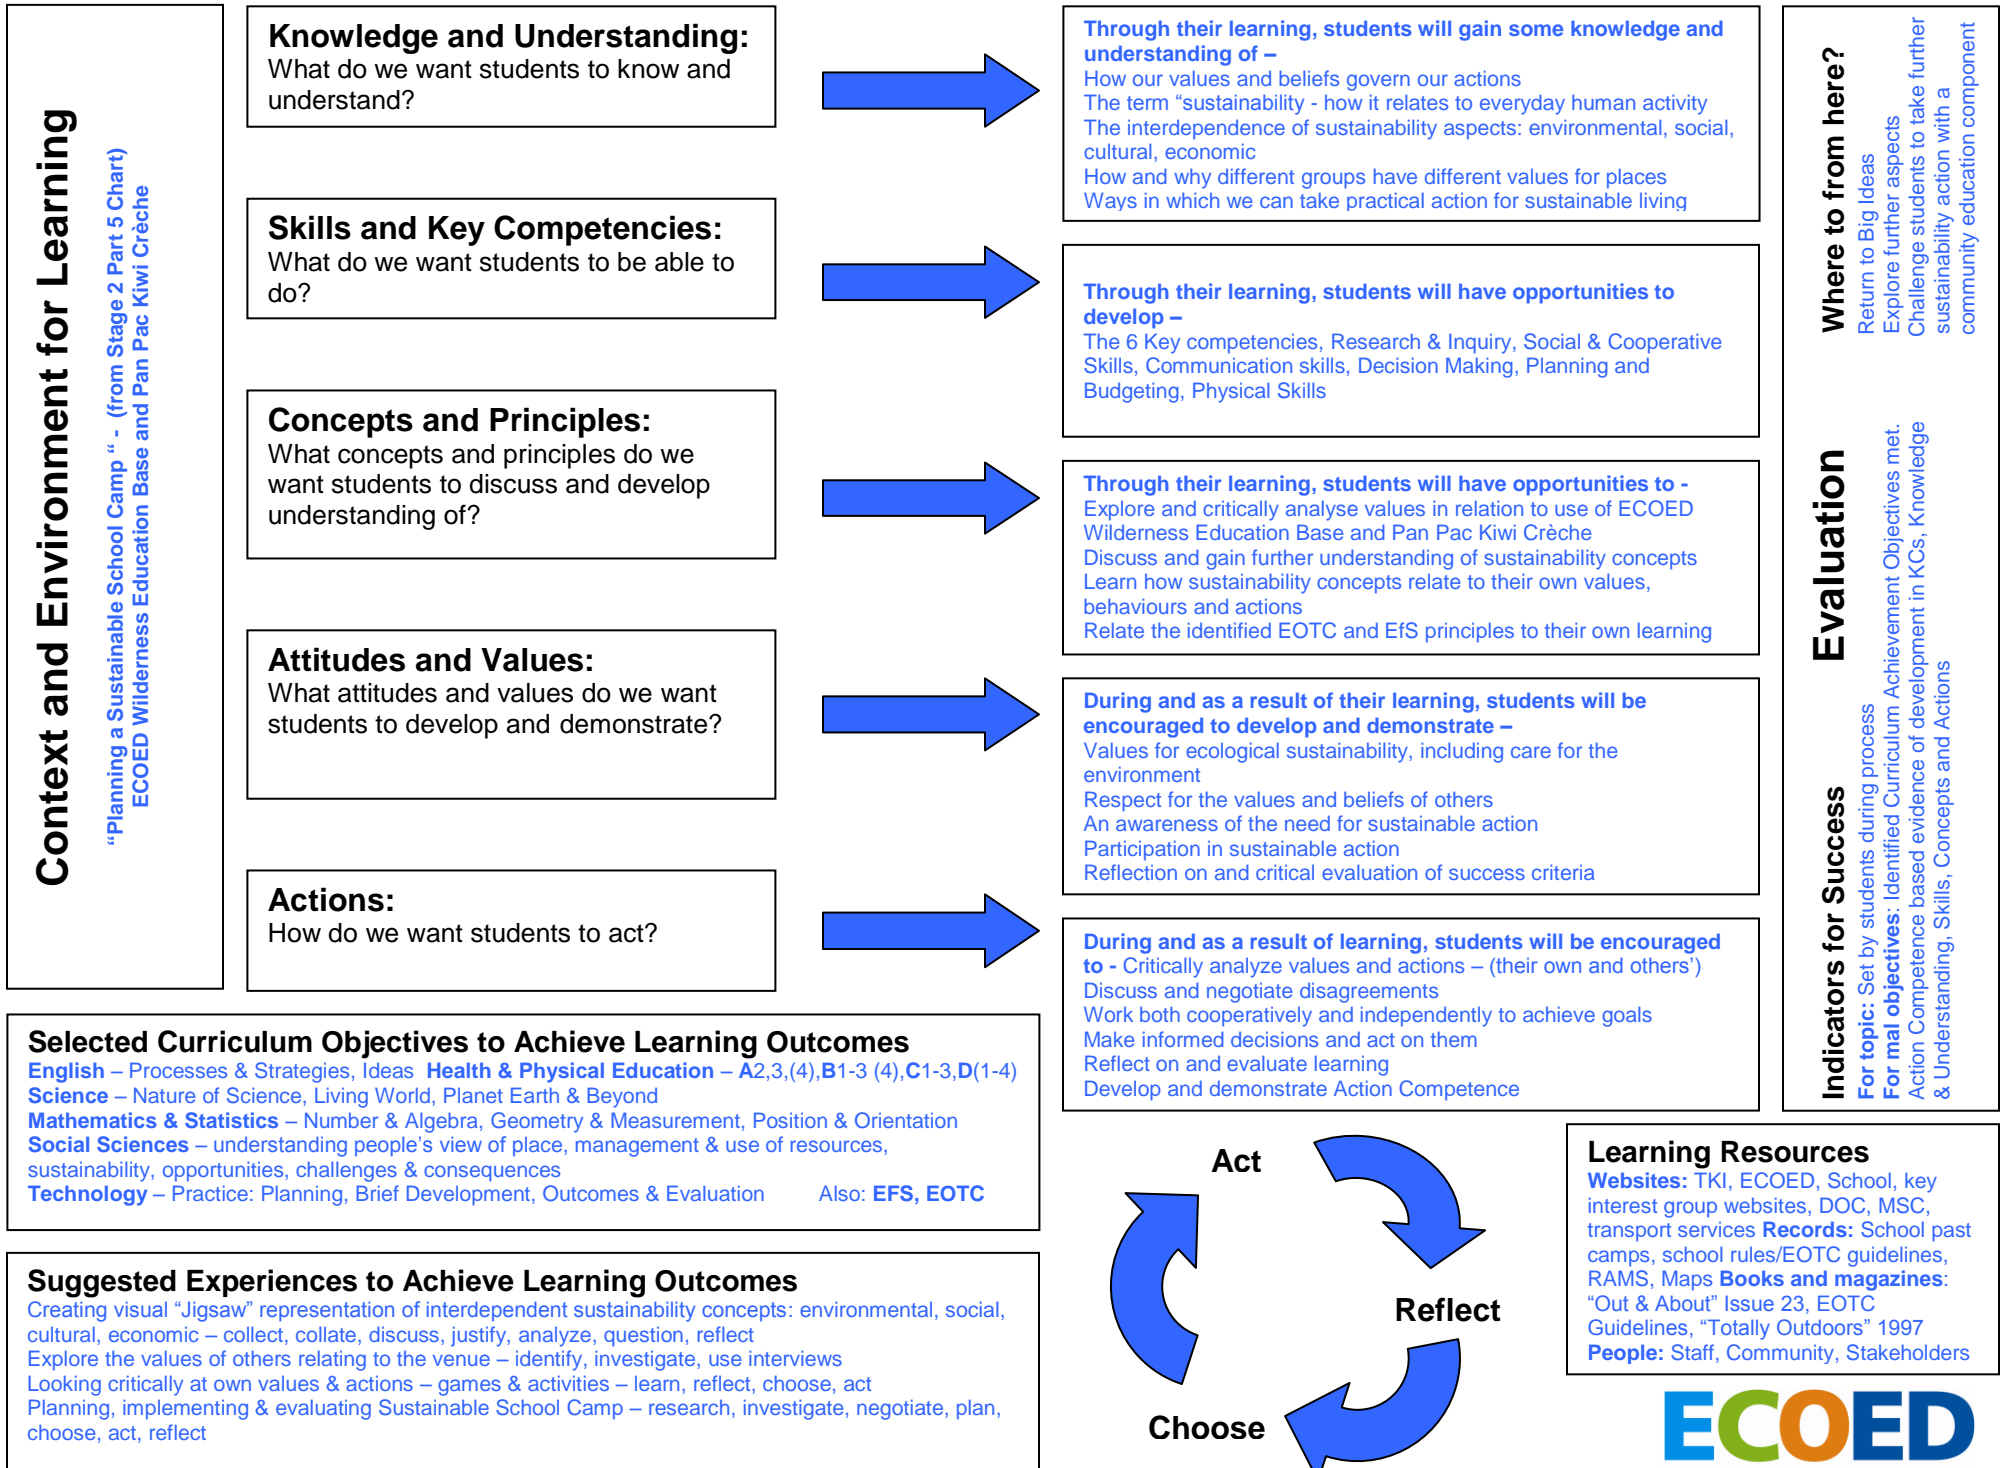 Context and Environment for Learning
“Planning a Sustainable School Camp “ -  (from Stage 2 Part 5 Chart)
ECOED Wilderness Education Base and Pan Pac Kiwi Crèche
Knowledge and Understanding:
What do we want students to know and
understand?
Skills and Key Competencies:
What do we want students to be able to
do?
Concepts and Principles:
What concepts and principles do we
want students to discuss and develop
understanding of?
Attitudes and Values:
What attitudes and values do we want
students to develop and demonstrate?
Actions:
How do we want students to act?
Through their learning, students will gain some knowledge and
understanding of –
How our values and beliefs govern our actions
The term “sustainability - how it relates to everyday human activity
The interdependence of sustainability aspects: environmental, social,
cultural, economic
How and why different groups have different values for places
Ways in which we can take practical action for sustainable living
Through their learning, students will have opportunities to
develop –
The 6 Key competencies, Research & Inquiry, Social & Cooperative
Skills, Communication skills, Decision Making, Planning and
Budgeting, Physical Skills
Through their learning, students will have opportunities to -
Explore and critically analyse values in relation to use of ECOED
Wilderness Education Base and Pan Pac Kiwi Crèche
Discuss and gain further understanding of sustainability concepts
Learn how sustainability concepts relate to their own values,
behaviours and actions
Relate the identified EOTC and EfS principles to their own learning
During and as a result of their learning, students will be
encouraged to develop and demonstrate –
Values for ecological sustainability, including care for the
environment
Respect for the values and beliefs of others
An awareness of the need for sustainable action
Participation in sustainable action
Reflection on and critical evaluation of success criteria
During and as a result of learning, students will be encouraged
to - Critically analyze values and actions – (their own and others’)
Discuss and negotiate disagreements
Work both cooperatively and independently to achieve goals
Make informed decisions and act on them
Reflect on and evaluate learning
Develop and demonstrate Action Competence
Evaluation
Indicators for Success
For topic: Set by students during process
For mal objectives: Identified Curriculum Achievement Objectives met.
Action Competence based evidence of development in KCs, Knowledge
& Understanding, Skills, Concepts and Actions
Where to from here?
Return to Big Ideas
Explore further aspects
Challenge students to take further
sustainability action with a
community education component
Selected Curriculum Objectives to Achieve Learning Outcomes
English – Processes & Strategies, Ideas  Health & Physical Education – A2,3,(4),B1-3 (4),C1-3,D(1-4)
Science – Nature of Science, Living World, Planet Earth & Beyond
Mathematics & Statistics – Number & Algebra, Geometry & Measurement, Position & Orientation
Social Sciences – understanding people’s view of place, management & use of resources,
sustainability, opportunities, challenges & consequences
Technology – Practice: Planning, Brief Development, Outcomes & Evaluation       Also: EFS, EOTC
Suggested Experiences to Achieve Learning Outcomes
Creating visual “Jigsaw” representation of interdependent sustainability concepts: environmental, social,
cultural, economic – collect, collate, discuss, justify, analyze, question, reflect
Explore the values of others relating to the venue – identify, investigate, use interviews
Looking critically at own values & actions – games & activities – learn, reflect, choose, act
Planning, implementing & evaluating Sustainable School Camp – research, investigate, negotiate, plan,
choose, act, reflect
Act
Reflect
Choose
Learning Resources
Websites: TKI, ECOED, School, key
interest group websites, DOC, MSC,
transport services Records: School past
camps, school rules/EOTC guidelines,
RAMS, Maps Books and magazines:
“Out & About” Issue 23, EOTC
Guidelines, “Totally Outdoors” 1997
People: Staff, Community, Stakeholders
ECOED